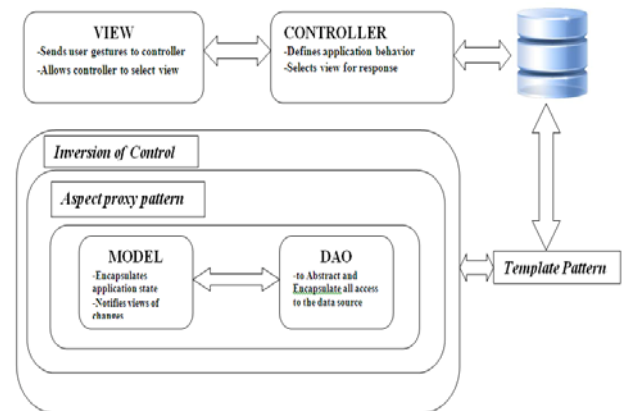 VIEW
-Sends user gestures to controller
-Allows controller to select view
CONTROLLER
-Defines application behavior
-Selects view for response
Inversion of Control
Aspect proxy pattern
MODEL
-Encapsulates
application state
-Notifies views of
changes
DAO
-to Abstract and
Encapsulate all access
to the data source
Template Pattern